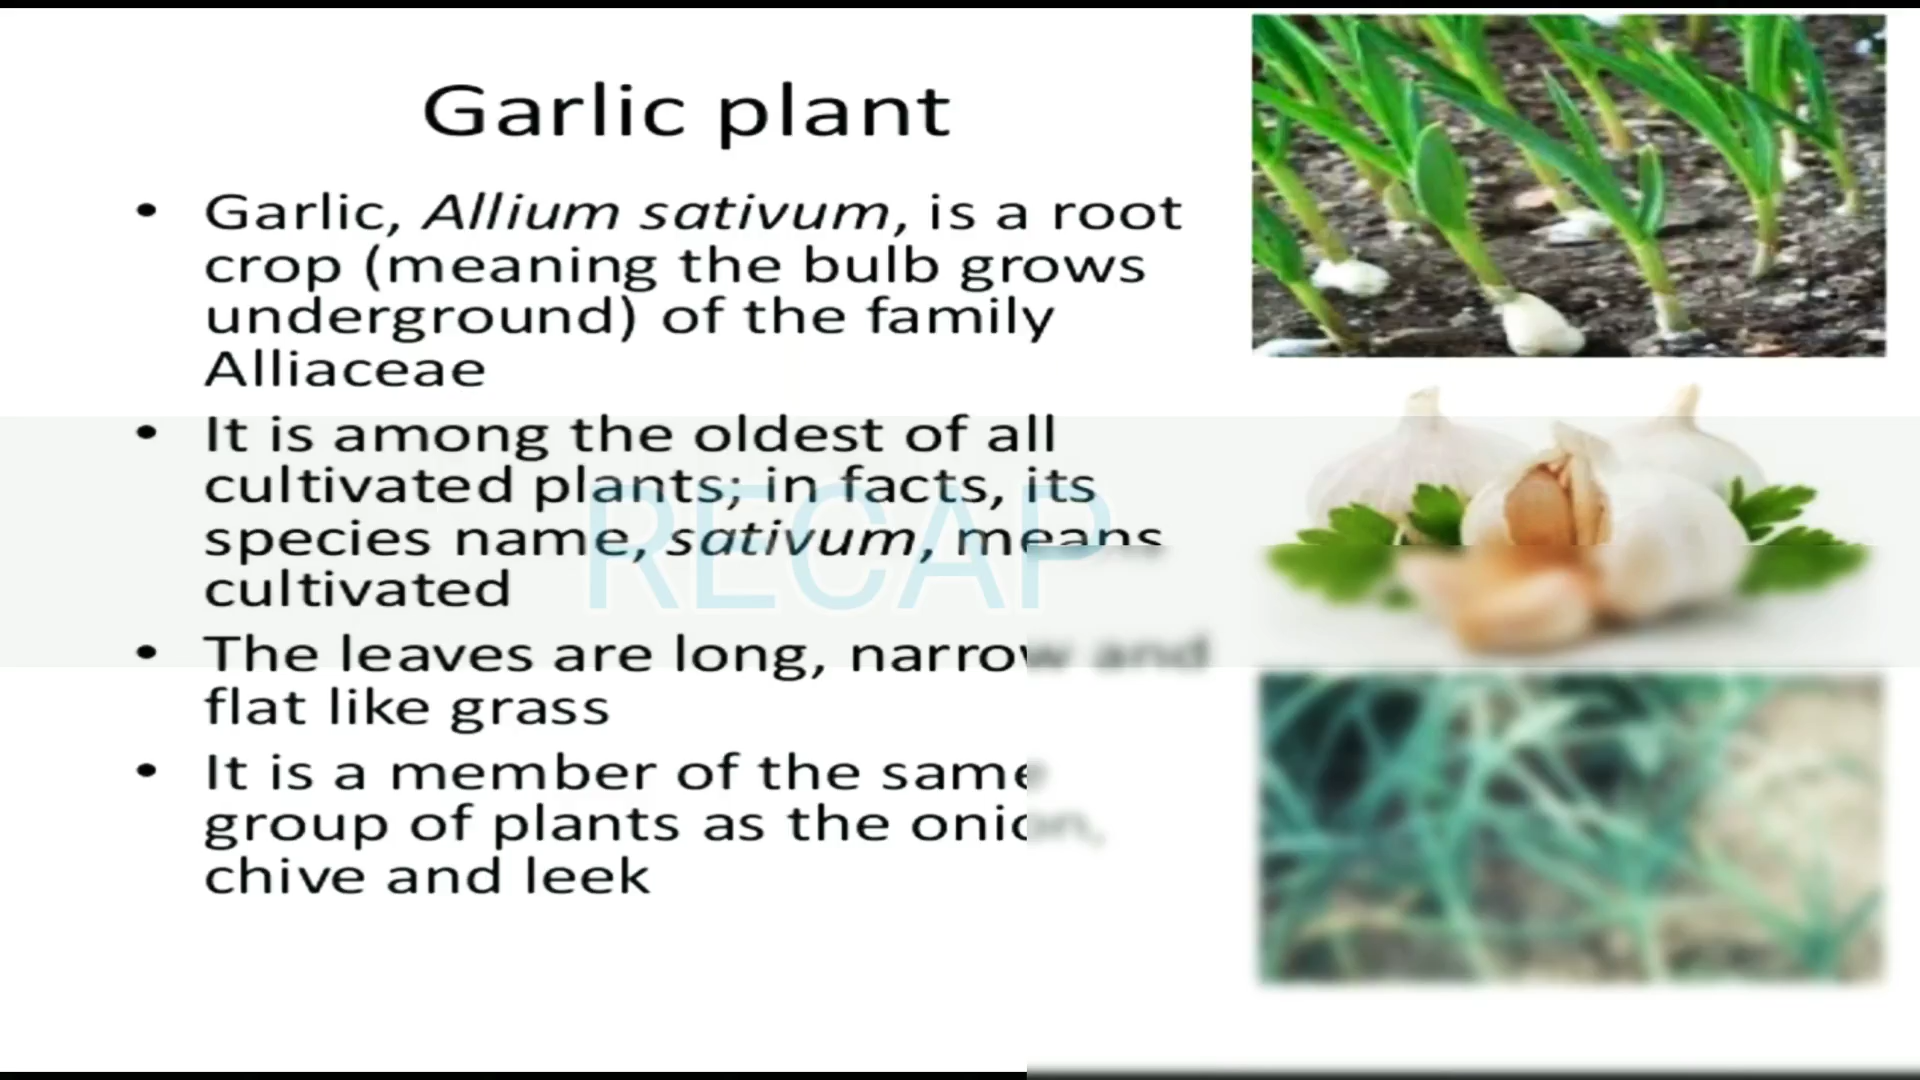 Garlic plant
• Garlic, Allium sativum, is a root
crop (meaning the bulb grows
underground) of the family
Alliaceae
• It is among the oldest of all
cultivated plants; in facts, its
species name, sativum, means
cultivated
RECAP
• The leaves are long, narrow and
flat like grass
• It is a member of the same
group of plants as the onion,
chive and leek